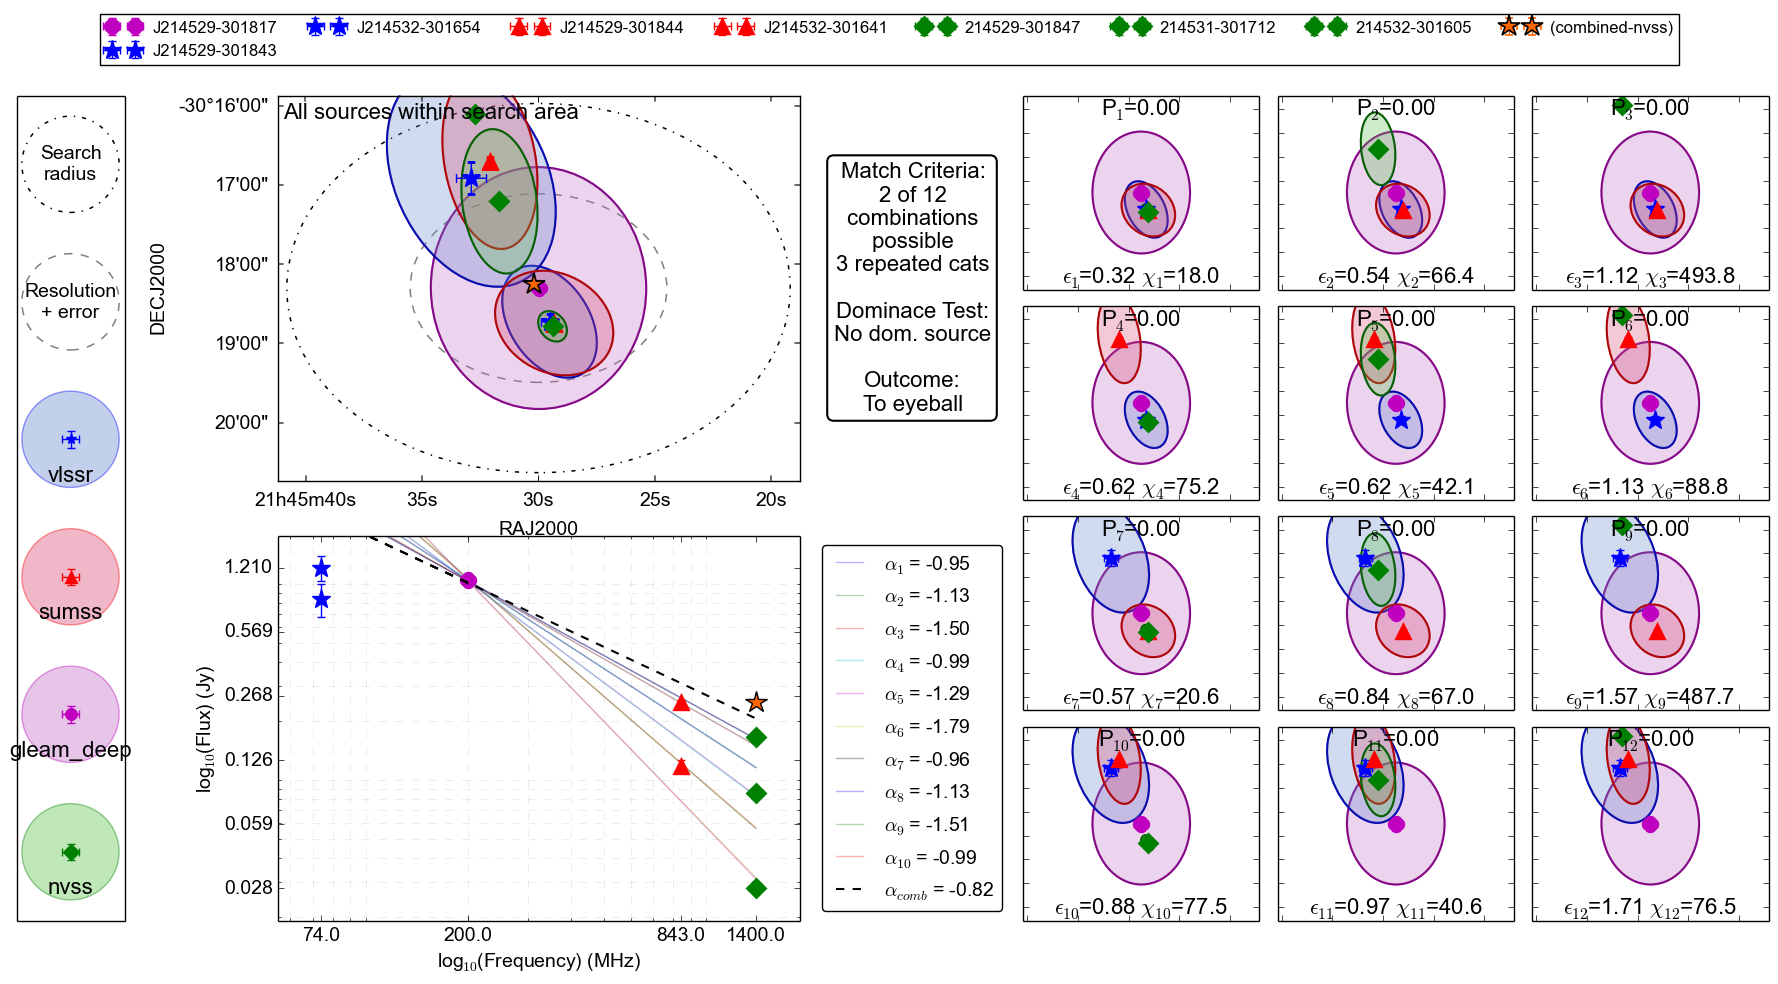 J214529-301817 J214532-301654 J214529-301844 J214532-301641 214529-301847 214531-301712 214532-301605 (combined-nvss)
J214529-301843
Search
radius
Resolution
+ error
vlssr
sumss
gleam_deep
nvss
All sources within search area
-30°16'00"
17'00"
18'00"
19'00"
20'00"
DECJ2000
21h45m40s 35s 30s 25s 20s
RAJ2000
Match Criteria:
2 of 12
combinations
possible
3 repeated cats
Dominace Test:
No dom. source
Outcome:
To eyeball
1.210
0.569
0.268
0.126
0.059
0.028
log10(Flux) (Jy)
74.0 200.0 843.0 1400.0
log10(Frequency) (MHz)
α1 = -0.95
α2 = -1.13
α3 = -1.50
α4 = -0.99
α5 = -1.29
α6 = -1.79
α7 = -0.96
α8 = -1.13
α9 = -1.51
α10 = -0.99
αcomb = -0.82
P1=0.00 P2=0.00 P3=0.00
ϵ1=0.32 χ1=18.0 ϵ2=0.54 χ2=66.4 ϵ3=1.12 χ3=493.8
P4=0.00 P5=0.00 P6=0.00
ϵ4=0.62 χ4=75.2 ϵ5=0.62 χ5=42.1 ϵ6=1.13 χ6=88.8
P7=0.00 P8=0.00 P9=0.00
ϵ7=0.57 χ7=20.6 ϵ8=0.84 χ8=67.0 ϵ9=1.57 χ9=487.7
P10=0.00 P11=0.00 P12=0.00
ϵ10=0.88 χ10=77.5 ϵ11=0.97 χ11=40.6 ϵ12=1.71 χ12=76.5